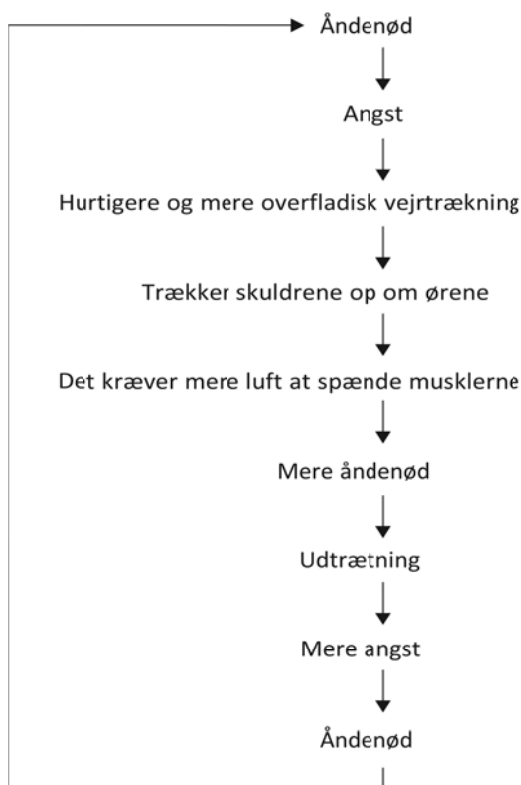 Åndenød
Angst
Hurtigere og mere overfladisk vejrtrækning
Trækker skuldrene op om ørene
Det kræver mere luft at spænde musklerne
Mere åndenød
Udtrætning
Mere angst
Åndenød